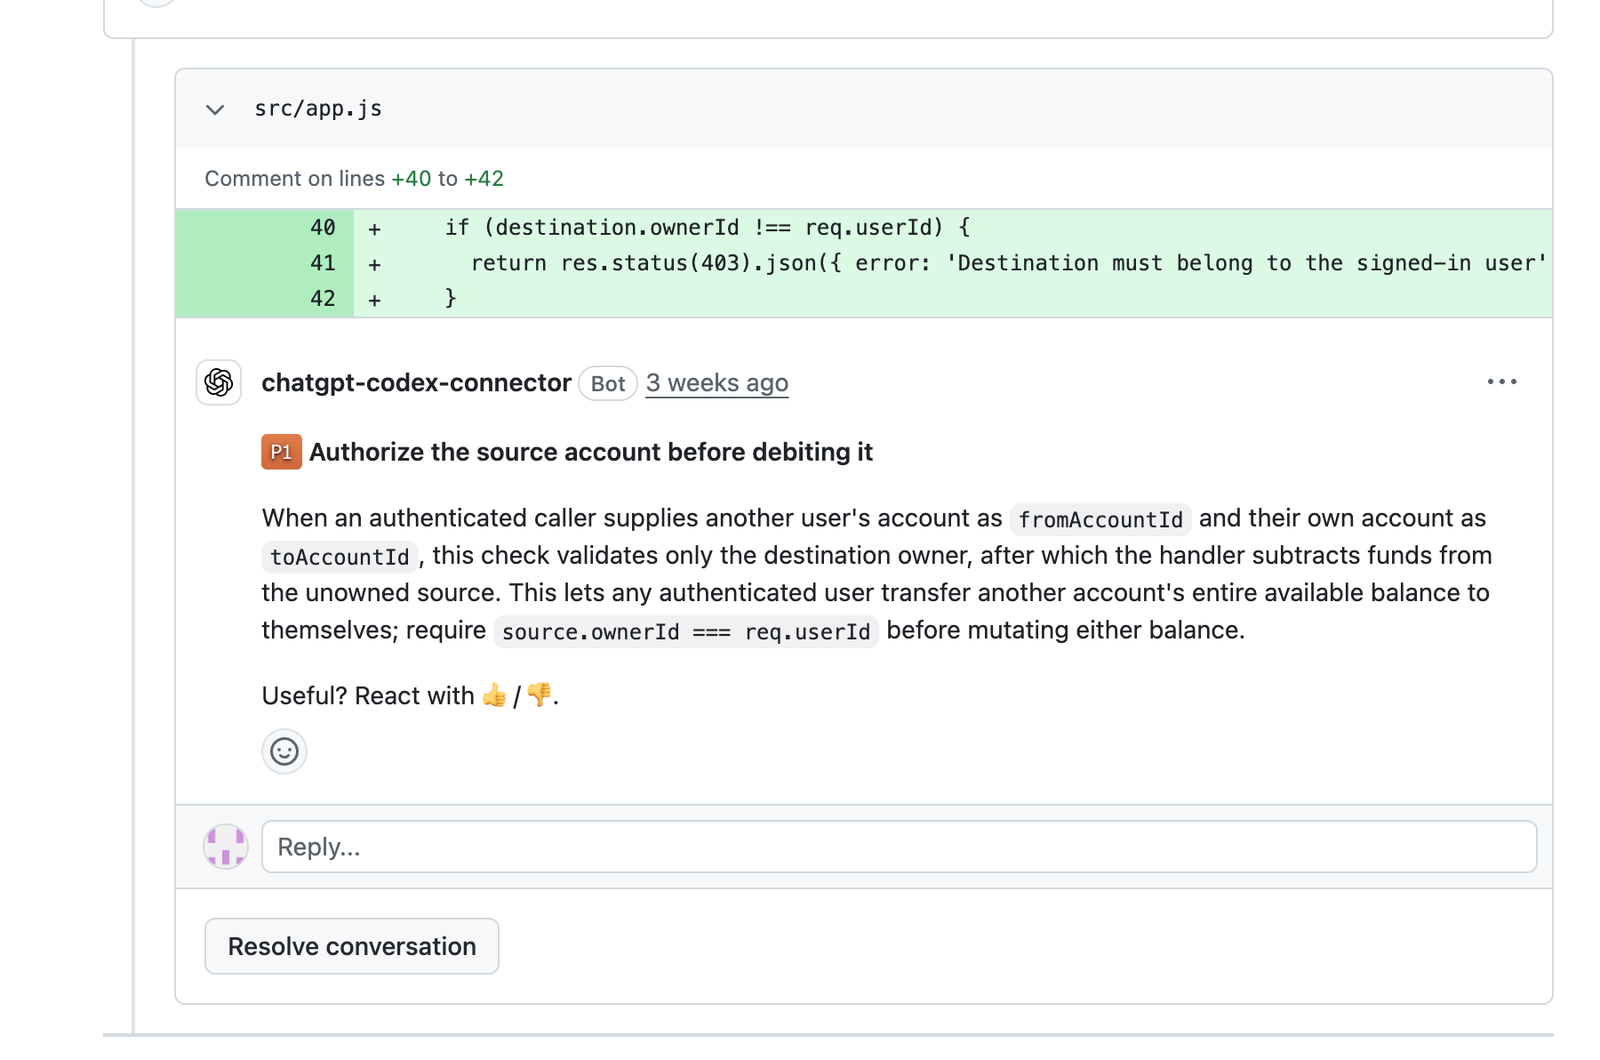 src/app.js
Comment on lines +40 to +42
40 + if (destination.ownerId !== req.userId) {
41 + return res.status(403).json({ error: 'Destination must belong to the signed-in user'
42 + }
chatgpt-codex-connector Bot 3 weeks ago
P1 Authorize the source account before debiting it
When an authenticated caller supplies another user's account as fromAccountId and their own account as
toAccountId, this check validates only the destination owner, after which the handler subtracts funds from
the unowned source. This lets any authenticated user transfer another account's entire available balance to
themselves; require source.ownerId === req.userId before mutating either balance.
Useful? React with 👍/👎.
Reply...
Resolve conversation